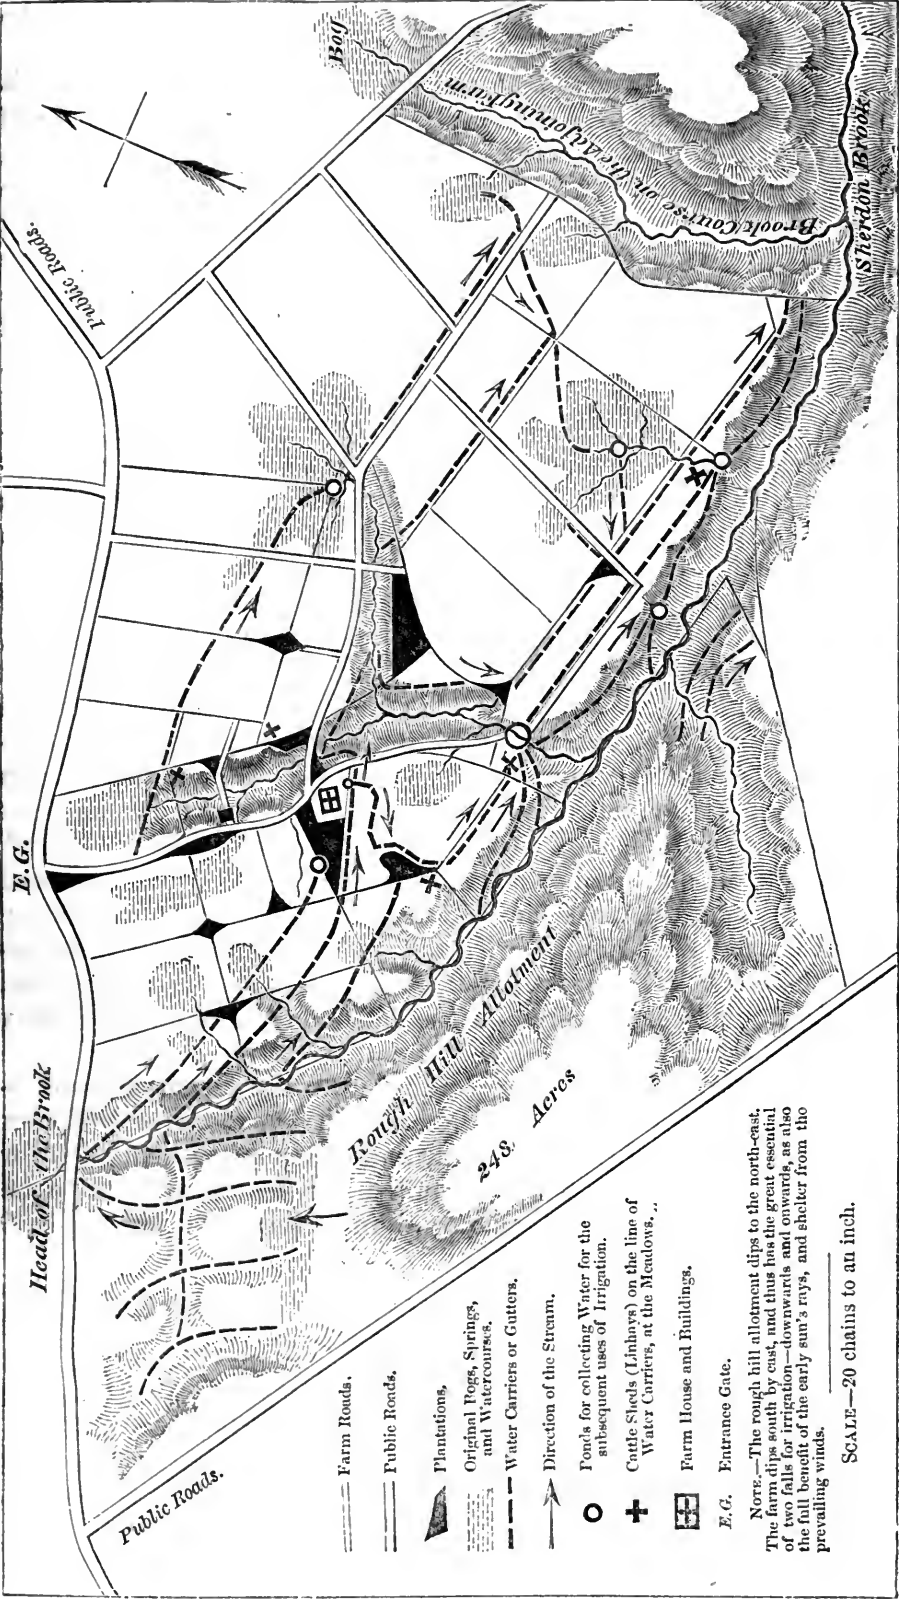 Public Roads.
Bog
Brook Course on the Adjoining Farm
Sherdon Brook
E.G.
Head of the Brook
Rough Hill Allotment
248. Acres
Public Roads.
Farm Roads.
Public Roads.
Plantations,
Original Bogs, Springs,
and Watercourses.
Water Carriers or Gutters.
Direction of the Stream.
Ponds for collecting Water for the
subsequent uses of Irrigation.
Cattle Sheds (Linhays) on the line of
Water Carriers, at the Meadows.
Farm House and Buildings.
E.G. Entrance Gate.
NOTE.—The rough hill allotment dips to the north-east.
The farm dips south by east, and thus has the great essential
of two falls for irrigation—downwards and onwards, as also
the full benefit of the early sun's rays, and shelter from the
prevailing winds.
SCALE—20 chains to an inch.